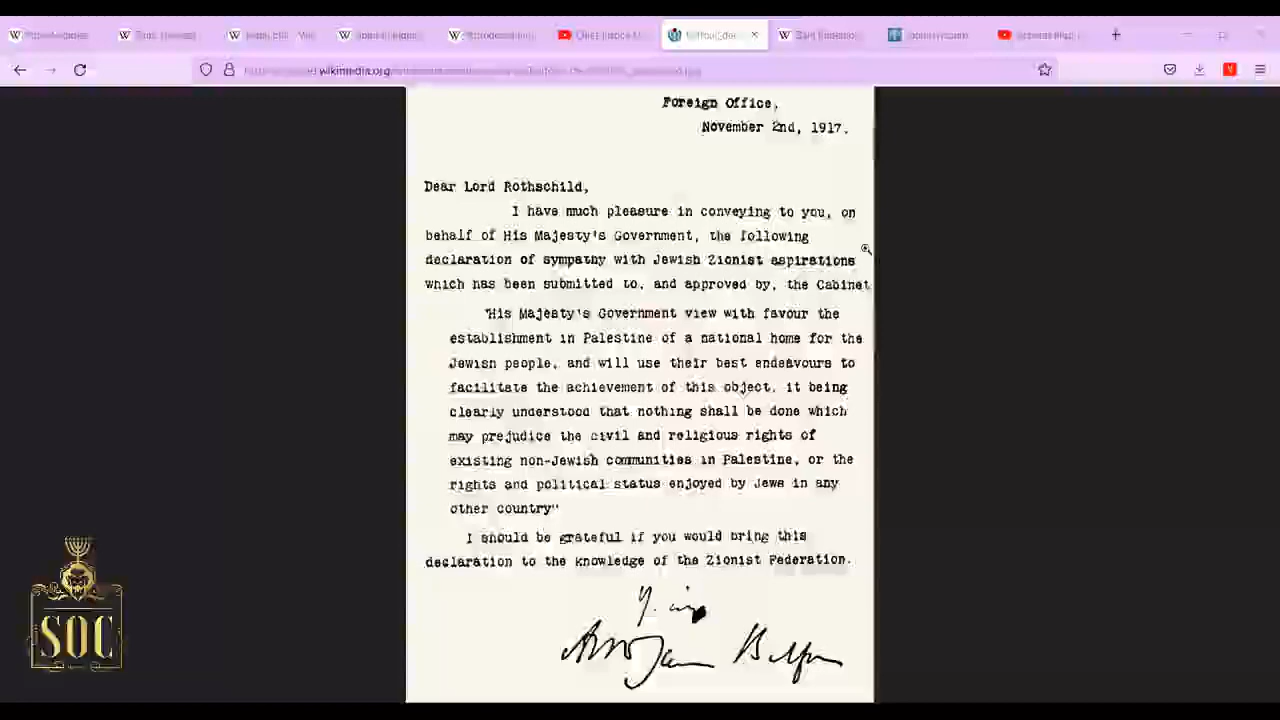 wikimedia.org
Foreign Office,
November 2nd, 1917.
Dear Lord Rothschild,
I have much pleasure in conveying to you, on
behalf of His Majesty's Government, the following
declaration of sympathy with Jewish Zionist aspirations
which has been submitted to, and approved by, the Cabinet
"His Majesty's Government view with favour the
establishment in Palestine of a national home for the
Jewish people, and will use their best endeavours to
facilitate the achievement of this object, it being
clearly understood that nothing shall be done which
may prejudice the civil and religious rights of
existing non-Jewish communities in Palestine, or the
rights and political status enjoyed by Jews in any
other country"
I should be grateful if you would bring this
declaration to the knowledge of the Zionist Federation.
SOC